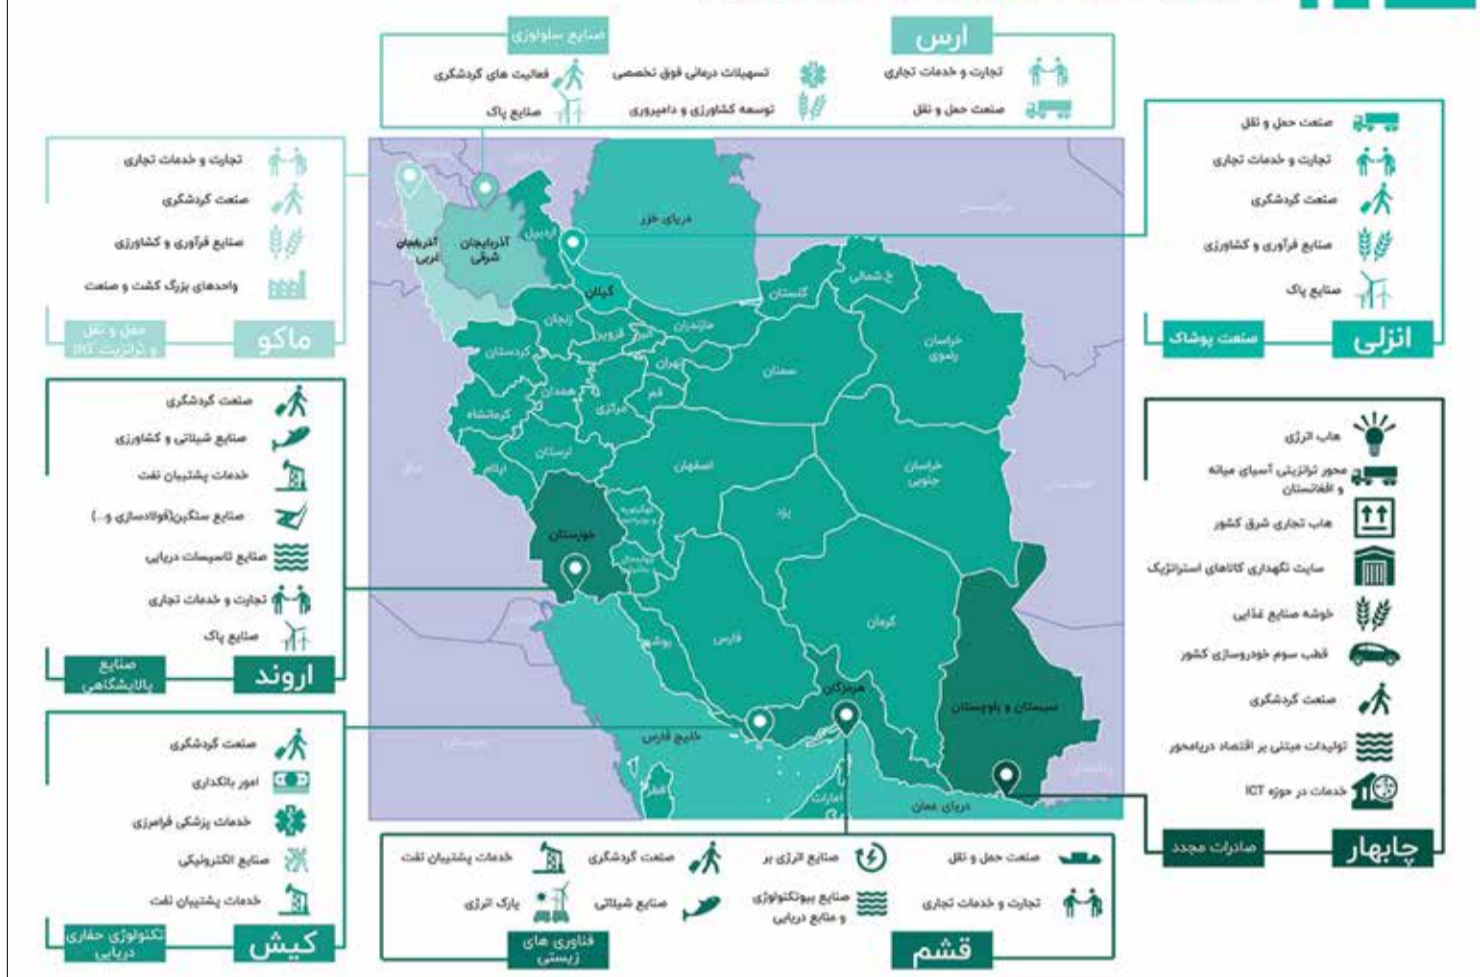 ارس
صنایع سلولوزی
تجارت و خدمات تجاری
تسهیلات درمانی فوق تخصصی
فعالیت های گردشگری
صنعت حمل و نقل
توسعه کشاورزی و دامپروری
صنایع پاک
صنعت حمل و نقل
تجارت و خدمات تجاری
صنعت گردشگری
صنایع فرآوری و کشاورزی
صنایع پاک
انزلی
صنعت پوشاک
هاب انرژی
محور ترانزیتی آسیای میانه
و افغانستان
هاب تجاری شرق کشور
سایت نگهداری کالاهای استراتژیک
خوشه صنایع غذایی
قطب سوم خودروسازی کشور
صنعت گردشگری
تولیدات مبتنی بر اقتصاد دریامحور
خدمات در حوزه ICT
چابهار
صادرات مجدد
دریای خزر
آذربایجان
غربی
آذربایجان
شرقی
اردبیل
گیلان
زنجان
قزوین
البرز
مازندران
گلستان
خ.شمالی
خراسان
رضوی
کردستان
تهران
سمنان
همدان
مرکزی
قم
کرمانشاه
لرستان
ایلام
اصفهان
خراسان
جنوبی
یزد
خوزستان
کرمان
فارس
بوشهر
هرمزگان
سیستان و بلوچستان
خلیج فارس
قطر
امارات
دریای عمان
پاکستان
تجارت و خدمات تجاری
صنعت گردشگری
صنایع فرآوری و کشاورزی
واحدهای بزرگ کشت و صنعت
ماکو
حمل و نقل
صنعت گردشگری
صنایع شیلاتی و کشاورزی
خدمات پشتیبان نفت
صنایع سنگین(فولادسازی و...)
صنایع تاسیسات دریایی
تجارت و خدمات تجاری
صنایع پاک
اروند
صنایع
پالایشگاهی
صنعت گردشگری
امور بانکداری
خدمات پزشکی فرامرزی
صنایع الکترونیکی
خدمات پشتیبان نفت
کیش
تکنولوژی حفاری
دریایی
صنعت حمل و نقل
صنایع انرژی بر
صنعت گردشگری
خدمات پشتیبان نفت
تجارت و خدمات تجاری
صنایع بیوتکنولوژی
و منابع دریایی
صنایع شیلاتی
پارک انرژی
قشم
فناوری های
زیستی